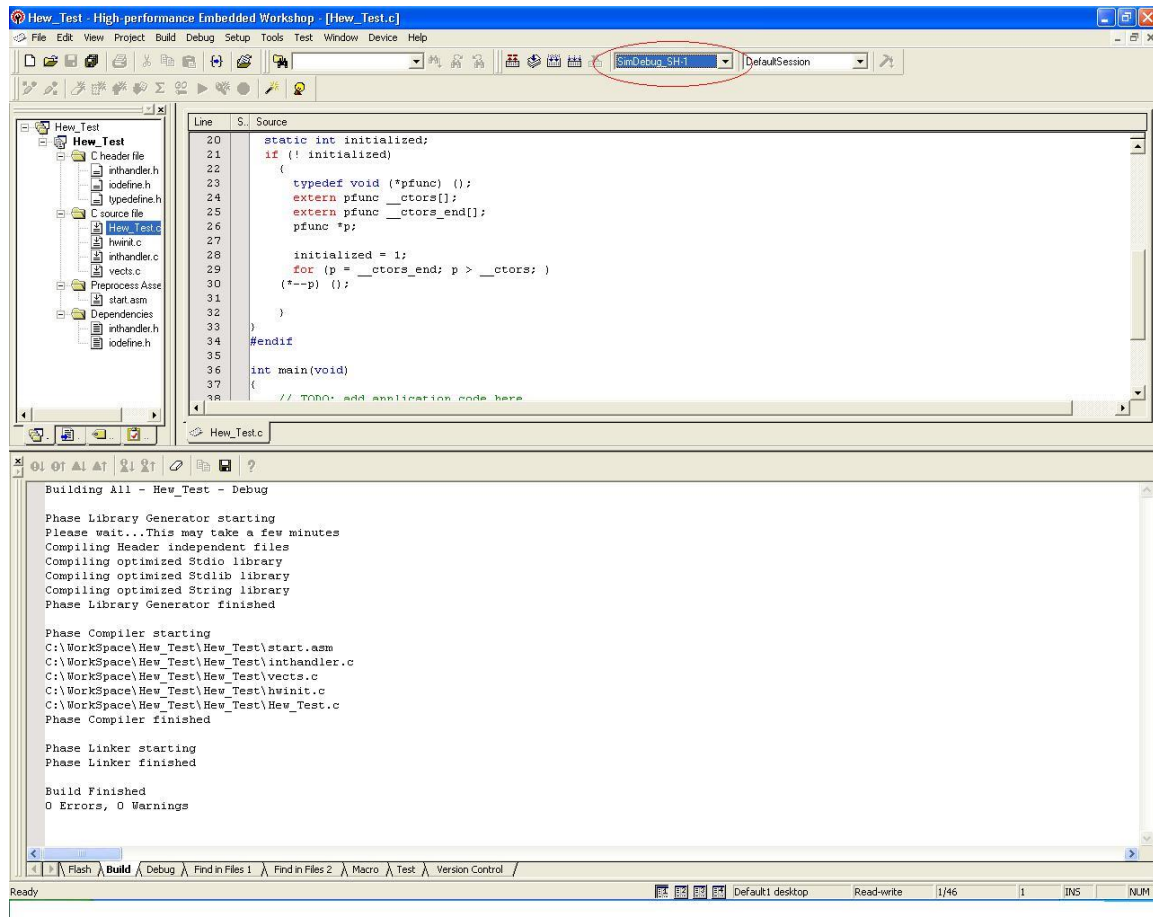 Hew_Test - High-performance Embedded Workshop - [Hew_Test.c]
File Edit View Project Build Debug Setup Tools Test Window Device Help
SimDebug_SH-1 DefaultSession
Hew_Test
Hew_Test
C header file
inthandler.h
iodefine.h
typedefine.h
C source file
Hew_Test.c
hwinit.c
inthandler.c
vects.c
Preprocess Asse
start.asm
Dependencies
inthandler.h
iodefine.h
Line S.. Source
20 static int initialized;
21 if (! initialized)
22 {
23 typedef void (*pfunc) ();
24 extern pfunc __ctors[];
25 extern pfunc __ctors_end[];
26 pfunc *p;
27
28 initialized = 1;
29 for (p = __ctors_end; p > __ctors; )
30 (*--p) ();
31
32 }
33 }
34 #endif
35
36 int main(void)
37 {
38 // TODO: add application code here
Hew_Test.c
Building All - Hew_Test - Debug
Phase Library Generator starting
Please wait...This may take a few minutes
Compiling Header independent files
Compiling optimized Stdio library
Compiling optimized Stdlib library
Compiling optimized String library
Phase Library Generator finished
Phase Compiler starting
C:\WorkSpace\Hew_Test\Hew_Test\start.asm
C:\WorkSpace\Hew_Test\Hew_Test\inthandler.c
C:\WorkSpace\Hew_Test\Hew_Test\vects.c
C:\WorkSpace\Hew_Test\Hew_Test\hwinit.c
C:\WorkSpace\Hew_Test\Hew_Test\Hew_Test.c
Phase Compiler finished
Phase Linker starting
Phase Linker finished
Build Finished
0 Errors, 0 Warnings
Flash Build Debug Find in Files 1 Find in Files 2 Macro Test Version Control
Ready Default1 desktop Read-write 1/46 1 INS NUM